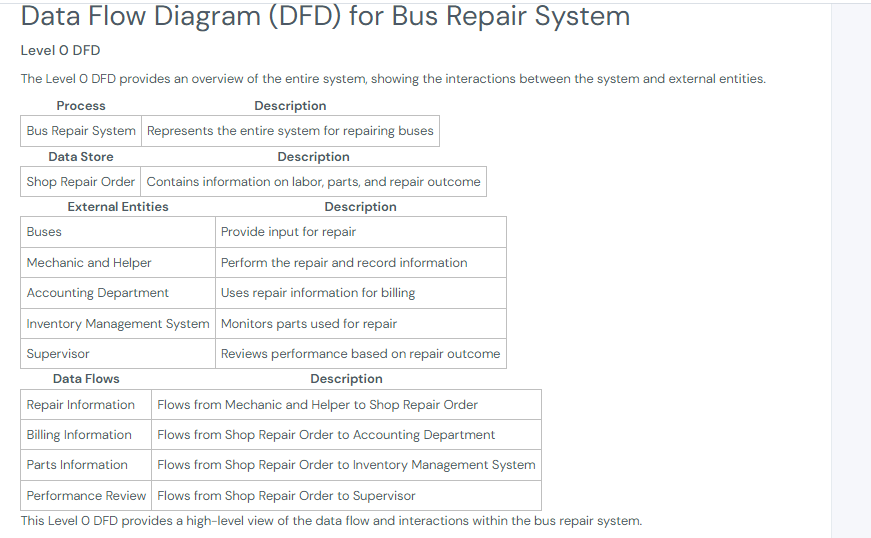 Data Flow Diagram (DFD) for Bus Repair System
Level 0 DFD
The Level 0 DFD provides an overview of the entire system, showing the interactions between the system and external entities.
Process Description
Bus Repair System Represents the entire system for repairing buses
Data Store Description
Shop Repair Order Contains information on labor, parts, and repair outcome
External Entities Description
Buses Provide input for repair
Mechanic and Helper Perform the repair and record information
Accounting Department Uses repair information for billing
Inventory Management System Monitors parts used for repair
Supervisor Reviews performance based on repair outcome
Data Flows Description
Repair Information Flows from Mechanic and Helper to Shop Repair Order
Billing Information Flows from Shop Repair Order to Accounting Department
Parts Information Flows from Shop Repair Order to Inventory Management System
Performance Review Flows from Shop Repair Order to Supervisor
This Level 0 DFD provides a high-level view of the data flow and interactions within the bus repair system.